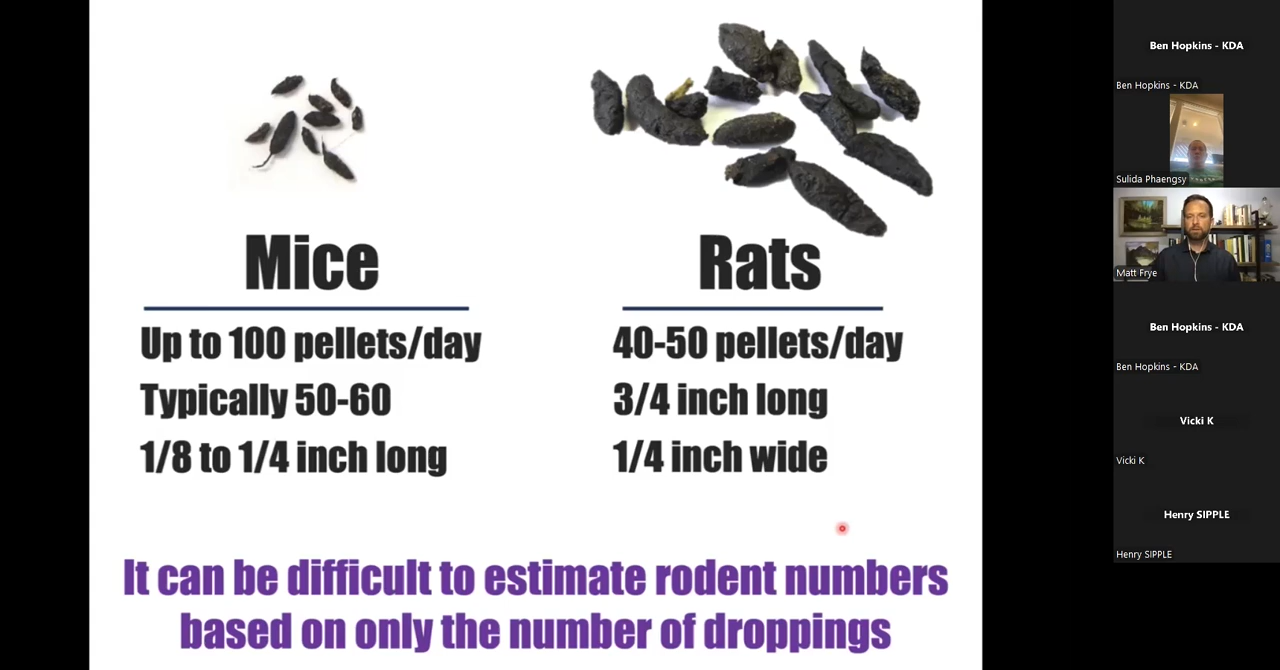 Mice
Up to 100 pellets/day
Typically 50-60
1/8 to 1/4 inch long
Rats
40-50 pellets/day
3/4 inch long
1/4 inch wide
It can be difficult to estimate rodent numbers
based on only the number of droppings
Ben Hopkins - KDA
Ben Hopkins - KDA
Sulida Phaengsy
Matt Frye
Ben Hopkins - KDA
Ben Hopkins - KDA
Vicki K
Vicki K
Henry SIPPLE
Henry SIPPLE